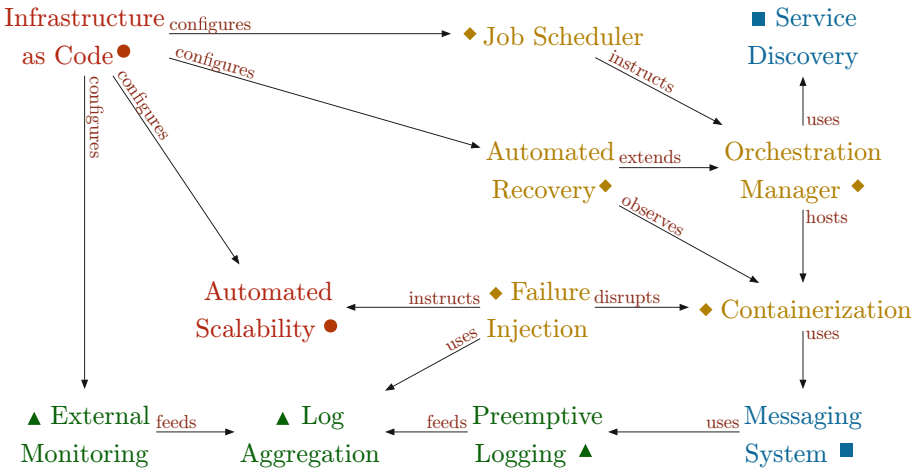 Infrastructure
as Code
configures
Job Scheduler
Service
Discovery
configures
configures
configures
instructs
uses
Automated
Recovery
extends
Orchestration
Manager
observes
hosts
Automated
Scalability
instructs
Failure
Injection
disrupts
Containerization
uses
uses
External
Monitoring
feeds
Log
Aggregation
feeds
Preemptive
Logging
uses
Messaging
System